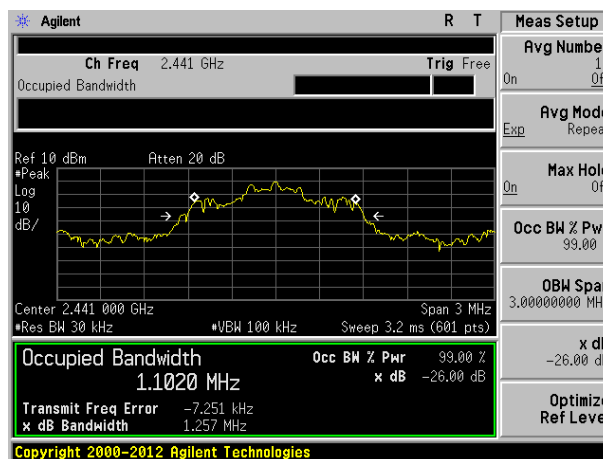 Agilent R T Meas Setup
Avg Number
1
On Of
Ch Freq 2.441 GHz Trig Free
Occupied Bandwidth
Avg Mode
Exp Repea
Ref 10 dBm Atten 20 dB
#Peak
Log
10
dB/
Max Hol
On Of
Occ BW % Pw
99.00
Center 2.441 000 GHz Span 3 MHz
#Res BW 30 kHz #VBW 100 kHz Sweep 3.2 ms (601 pts)
OBW Spa
3.00000000 MH
Occupied Bandwidth Occ BW % Pwr 99.00 %
1.1020 MHz x dB -26.00 dB
Transmit Freq Error -7.251 kHz
x dB Bandwidth 1.257 MHz
x d
-26.00 d
Optimize
Ref Leve
Copyright 2000-2012 Agilent Technologies